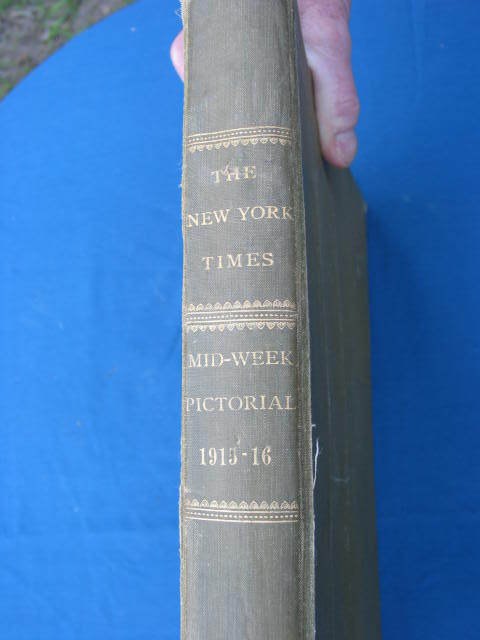 THE
NEW YORK
TIMES
MID-WEEK
PICTORIAL
1915-16